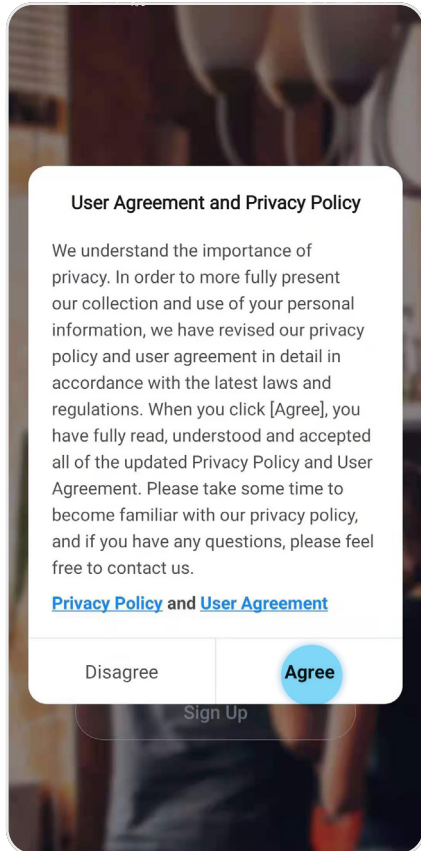 User Agreement and Privacy Policy
We understand the importance of
privacy. In order to more fully present
our collection and use of your personal
information, we have revised our privacy
policy and user agreement in detail in
accordance with the latest laws and
regulations. When you click [Agree], you
have fully read, understood and accepted
all of the updated Privacy Policy and User
Agreement. Please take some time to
become familiar with our privacy policy,
and if you have any questions, please feel
free to contact us.
Privacy Policy and User Agreement
Disagree
Agree
Sign Up